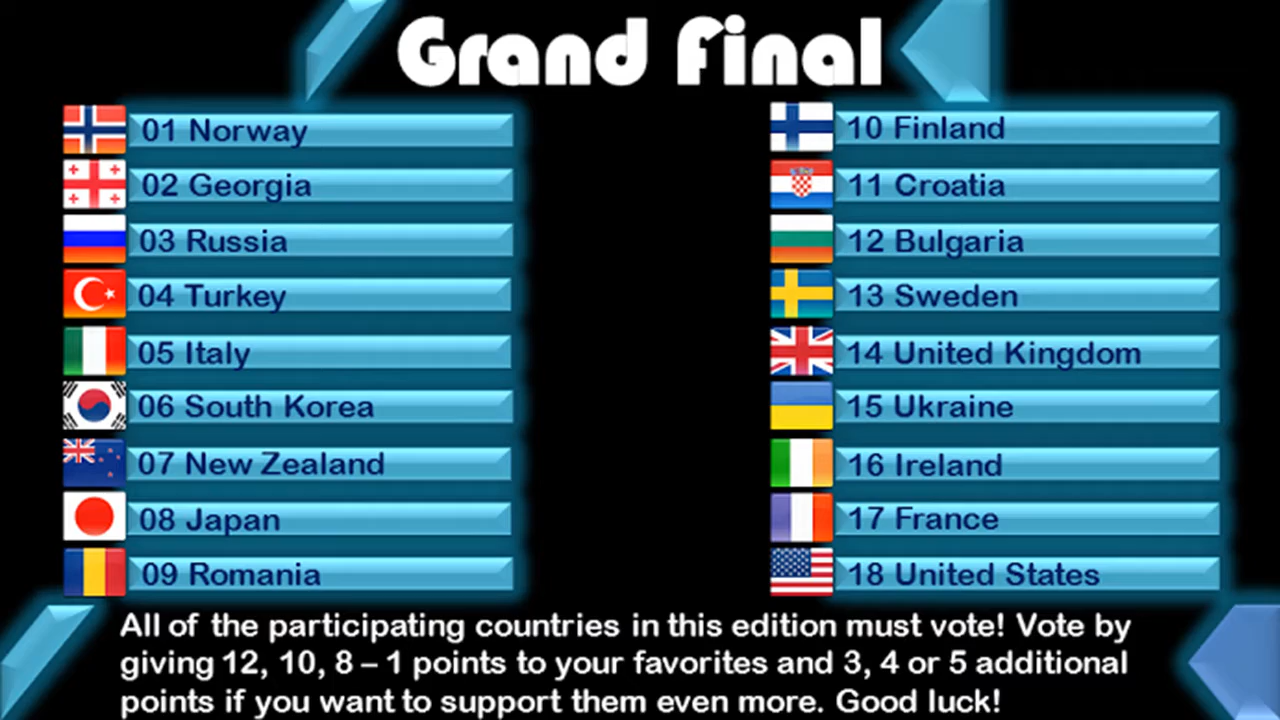 Grand Final
01 Norway
02 Georgia
03 Russia
04 Turkey
05 Italy
06 South Korea
07 New Zealand
08 Japan
09 Romania
10 Finland
11 Croatia
12 Bulgaria
13 Sweden
14 United Kingdom
15 Ukraine
16 Ireland
17 France
18 United States
All of the participating countries in this edition must vote! Vote by
giving 12, 10, 8 – 1 points to your favorites and 3, 4 or 5 additional
points if you want to support them even more. Good luck!